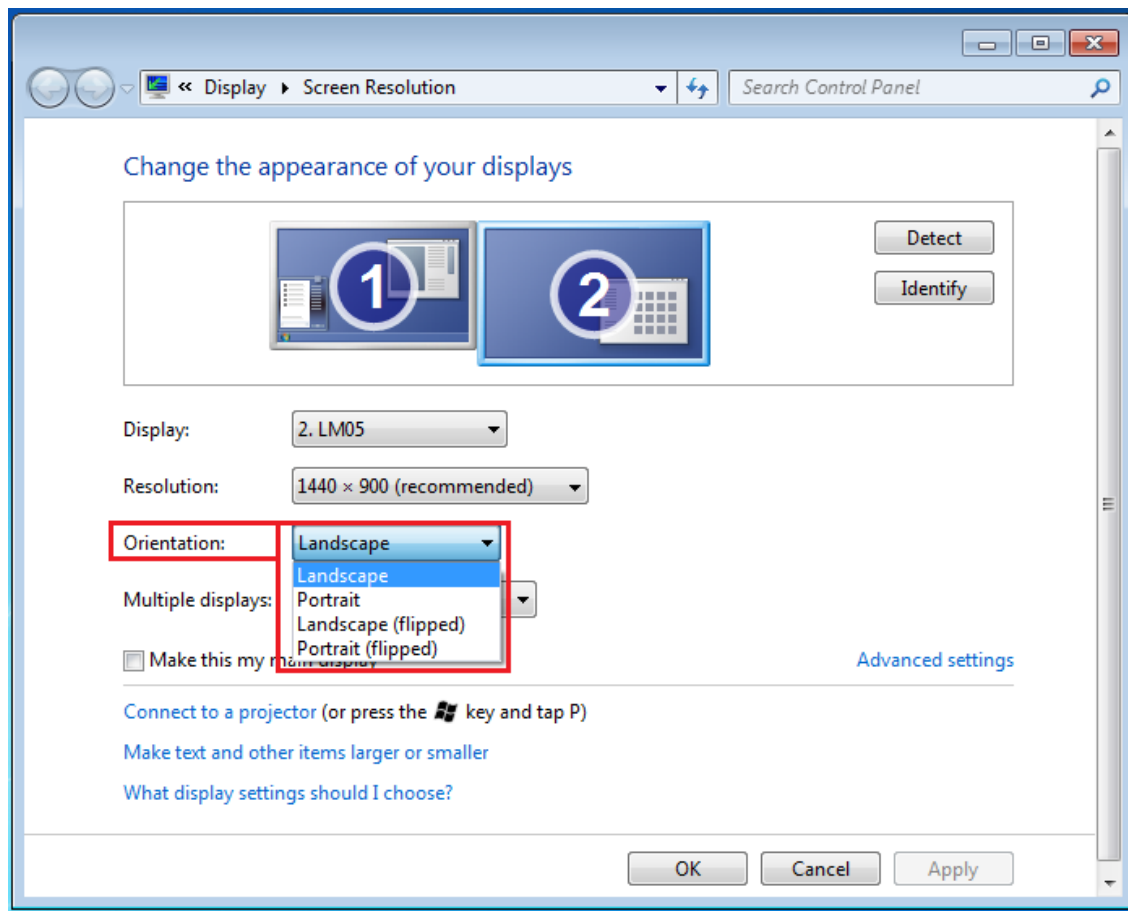 « Display ▸ Screen Resolution
Search Control Panel
Change the appearance of your displays
1
2
Detect
Identify
Display: 2. LM05
Resolution: 1440 × 900 (recommended)
Orientation: Landscape
Landscape
Portrait
Landscape (flipped)
Portrait (flipped)
Multiple displays:
Make this my main display
Advanced settings
Connect to a projector (or press the key and tap P)
Make text and other items larger or smaller
What display settings should I choose?
OK Cancel Apply